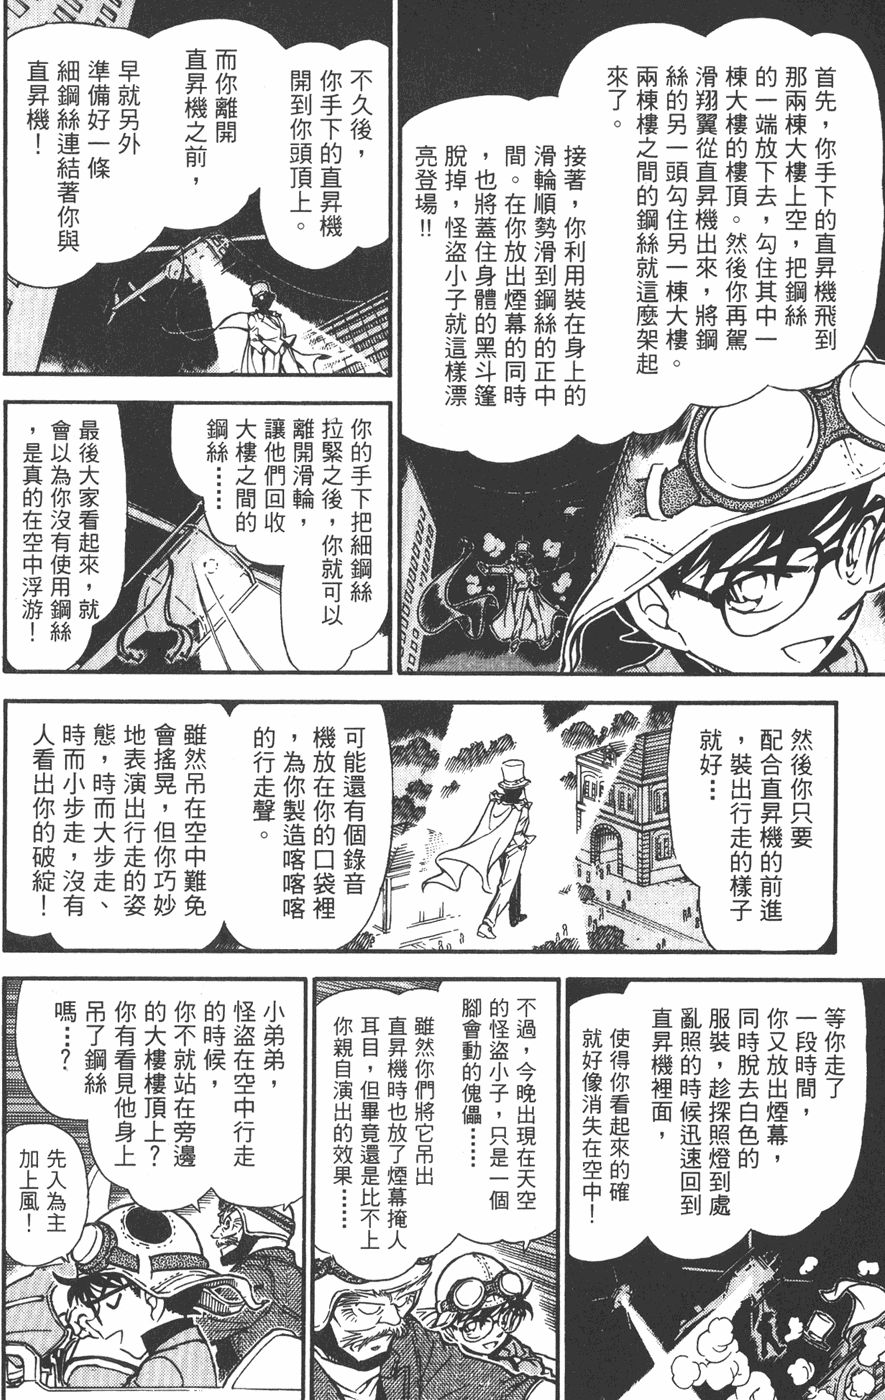 首先，你手下的直昇機飛到
那兩棟大樓上空，把鋼絲
的一端放下去，勾住其中一
棟大樓的樓頂。然後你再駕
滑翔翼從直昇機出來，將鋼
絲的另一頭勾住另一棟大樓。
兩棟樓之間的鋼絲就這麼架起
來了。
接著，你利用裝在身上的
滑輪順勢滑到鋼絲的正中
間。在你放出煙幕的同時
，也將蓋住身體的黑斗篷
脫掉，怪盜小子就這樣漂
亮登場!!
不久後，
你手下的直昇機
開到你頭頂上。
而你離開
直昇機之前，
早就另外
準備好一條
細鋼絲連結著你與
直昇機！
你的手下把細鋼絲
拉緊之後，你就可以
離開滑輪，
讓他們回收
大樓之間的
鋼絲……
最後大家看起來，就
會以為你沒有使用鋼絲
，是真的在空中浮游！
然後你只要
配合直昇機的前進
，裝出行走的樣子
就好…
可能還有個錄音
機放在你的口袋裡
，為你製造喀喀喀
的行走聲。
雖然吊在空中難免
會搖晃，但你巧妙
地表演出行走的姿
態，時而大步走、
時而小步走，沒有
人看出你的破綻！
等你走了
一段時間，
你又放出煙幕，
同時脫去白色的
服裝，趁探照燈到處
亂照的時候迅速回到
直昇機裡面，
使得你看起來的確
就好像消失在空中！
不過，今晚出現在天空
的怪盜小子，只是一個
腳會動的傀儡……
雖然你們將它吊出
直昇機時也放了煙幕掩人
耳目，但畢竟還是比不上
你親自演出的效果……
小弟弟，
怪盜在空中行走
的時候，
你不就站在旁邊
的大樓樓頂上？
你有看見他身上
吊了鋼絲
嗎…？
先入為主
加上風！